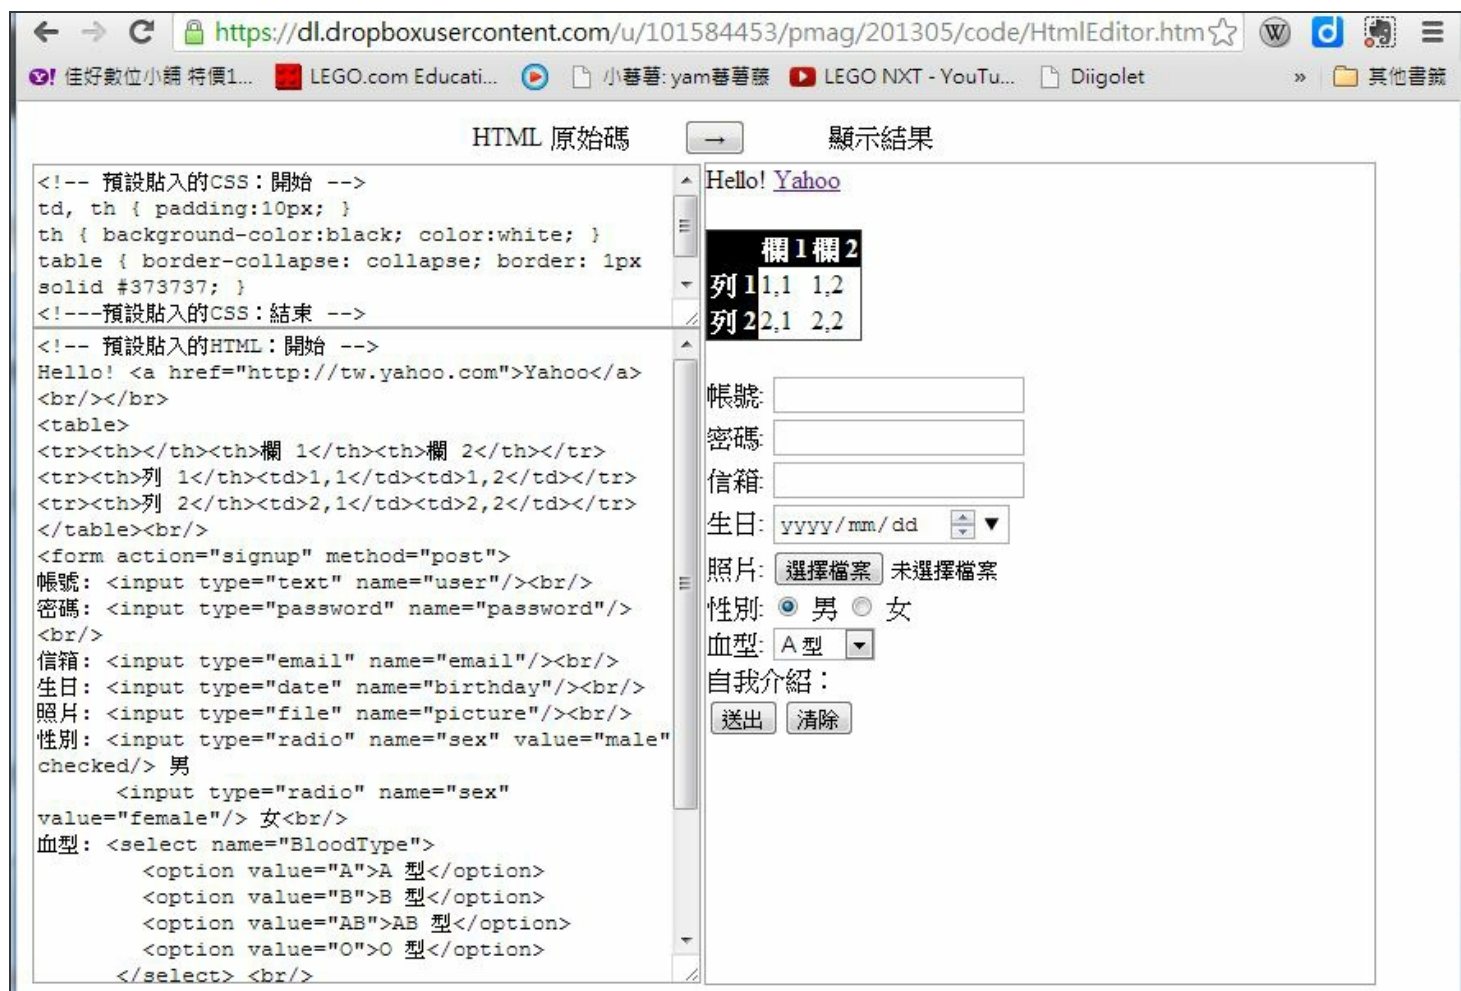 https://dl.dropboxusercontent.com/u/101584453/pmag/201305/code/HtmlEditor.htm
佳好數位小舖 特價1... LEGO.com Educati... 小蕃薯: yam蕃薯藤 LEGO NXT - YouTu... Diigolet » 其他書籤
HTML 原始碼 → 顯示結果
<!-- 預設貼入的CSS：開始 -->
td, th { padding:10px; }
th { background-color:black; color:white; }
table { border-collapse: collapse; border: 1px
solid #373737; }
<!---預設貼入的CSS：結束 -->
<!-- 預設貼入的HTML：開始 -->
Hello! <a href="http://tw.yahoo.com">Yahoo</a>
<br/></br>
<table>
<tr><th></th><th>欄 1</th><th>欄 2</th></tr>
<tr><th>列 1</th><td>1,1</td><td>1,2</td></tr>
<tr><th>列 2</th><td>2,1</td><td>2,2</td></tr>
</table><br/>
<form action="signup" method="post">
帳號: <input type="text" name="user"/><br/>
密碼: <input type="password" name="password"/>
<br/>
信箱: <input type="email" name="email"/><br/>
生日: <input type="date" name="birthday"/><br/>
照片: <input type="file" name="picture"/><br/>
性別: <input type="radio" name="sex" value="male"
checked/> 男
<input type="radio" name="sex"
value="female"/> 女<br/>
血型: <select name="BloodType">
<option value="A">A 型</option>
<option value="B">B 型</option>
<option value="AB">AB 型</option>
<option value="O">O 型</option>
</select> <br/>
Hello! Yahoo
欄 1 欄 2
列 1 1,1 1,2
列 2 2,1 2,2
帳號:
密碼:
信箱:
生日: yyyy/mm/dd
照片: 選擇檔案 未選擇檔案
性別: 男 女
血型: A 型
自我介紹：
送出 清除